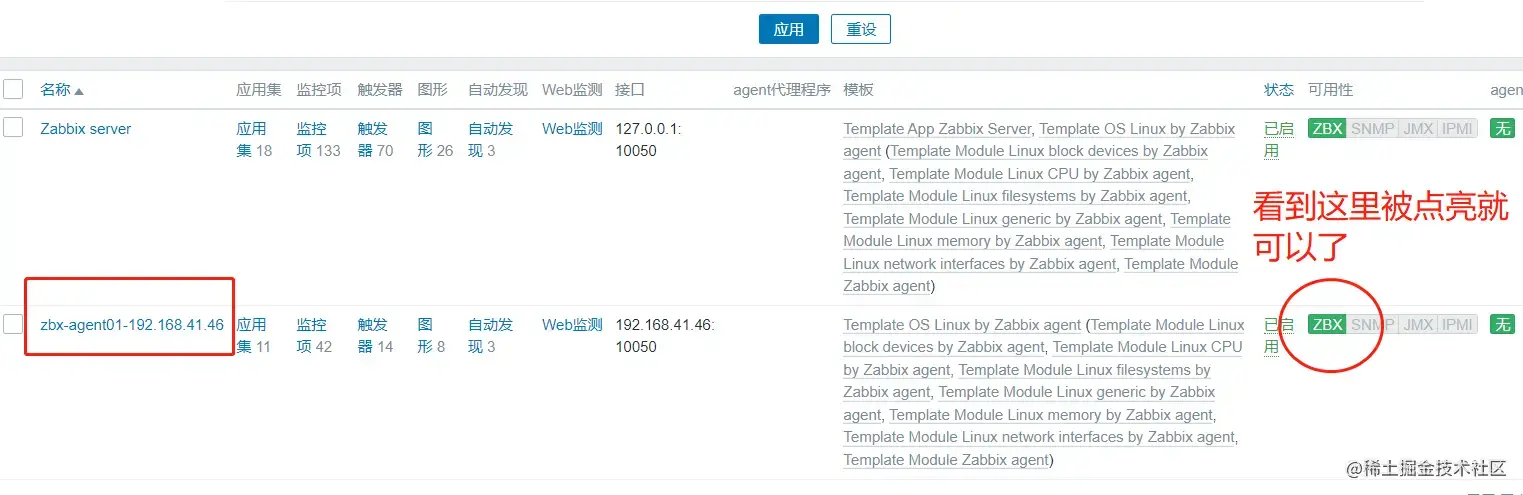 应用 重设
名称 应用集 监控项 触发器 图形 自动发现 Web监测 接口 agent代理程序 模板 状态 可用性 agen
Zabbix server 应用 监控 触发 图 自动发 Web监测 127.0.0.1: Template App Zabbix Server, Template OS Linux by Zabbix 已启 ZBX SNMP JMX IPMI 无
集 18 项 133 器 70 形 26 现 3 10050 agent (Template Module Linux block devices by Zabbix 用
agent, Template Module Linux CPU by Zabbix agent,
Template Module Linux filesystems by Zabbix agent,
Template Module Linux generic by Zabbix agent, Template
Module Linux memory by Zabbix agent, Template Module
Linux network interfaces by Zabbix agent, Template Module
Zabbix agent)
看到这里被点亮就
可以了
zbx-agent01-192.168.41.46 应用 监控 触发 图 自动发 Web监测 192.168.41.46: Template OS Linux by Zabbix agent (Template Module Linux 已启 ZBX SNMP JMX IPMI 无
集 11 项 42 器 14 形 8 现 3 10050 block devices by Zabbix agent, Template Module Linux CPU 用
by Zabbix agent, Template Module Linux filesystems by
Zabbix agent, Template Module Linux generic by Zabbix
agent, Template Module Linux memory by Zabbix agent,
Template Module Linux network interfaces by Zabbix agent,
Template Module Zabbix agent)
@稀土掘金技术社区